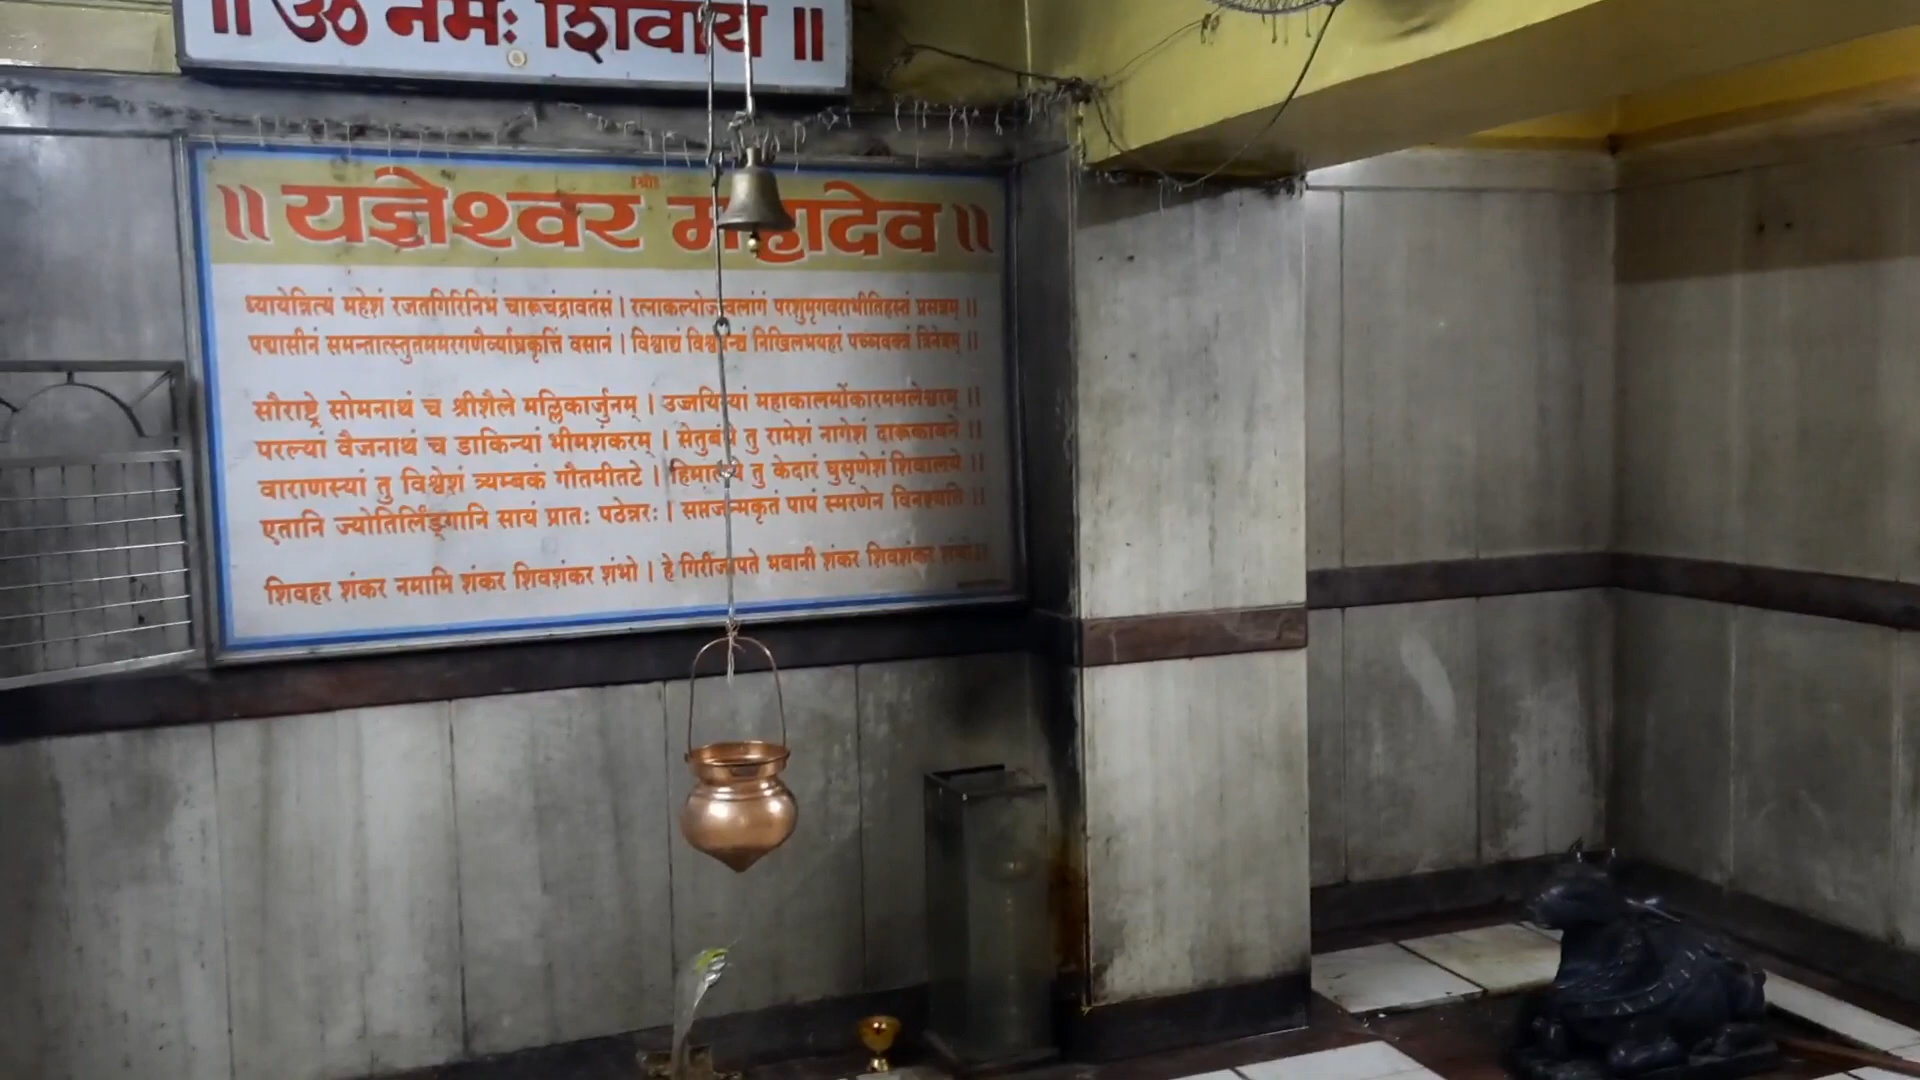 ॥ ॐ नमः शिवाय ॥
॥श्री॥
॥ यज्ञेश्वर महादेव ॥
ध्यायेन्नित्यं महेशं रजतगिरिनिभं चारूचंद्रावतंसं । रत्नाकल्पोज्ज्वलांगं परशुमृगवराभीतिहस्तं प्रसन्नम् ॥
पद्मासीनं समन्तात्स्तुतममरगणैर्व्याघ्रकृत्तिं वसानं । विश्वाद्यं निखिलभयहरं पञ्चवक्त्रं त्रिनेत्रम् ॥
सौराष्ट्रे सोमनाथं च श्रीशैले मल्लिकार्जुनम् । उज्जयिन्यां महाकालमोंकारममलेश्वरम् ॥
परल्यां वैजनाथं च डाकिन्यां भीमशंकरम् । सेतुबन्धे तु रामेशं नागेशं दारूकावने ॥
वाराणस्यां तु विश्वेशं त्र्यम्बकं गौतमीतटे । हिमालये तु केदारं घुसृणेशं शिवालये ॥
एतानि ज्योतिर्लिंङ्गानि सायं प्रातः पठेन्नरः । सप्तजन्मकृतं पापं स्मरणेन विनश्यति ॥
शिवहर शंकर नमामि शंकर शिवशंकर शंभो । हे गिरीजापते भवानी शंकर शिवशंकर शंभो ॥